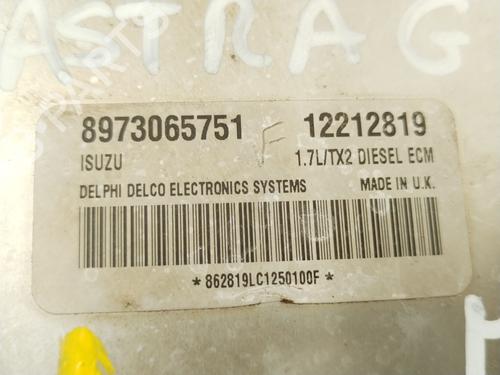 ASTRA G
8973065751 F 12212819
ISUZU 1.7L/TX2 DIESEL ECM
DELPHI DELCO ELECTRONICS SYSTEMS MADE IN U.K.
*862819LC1250100F*